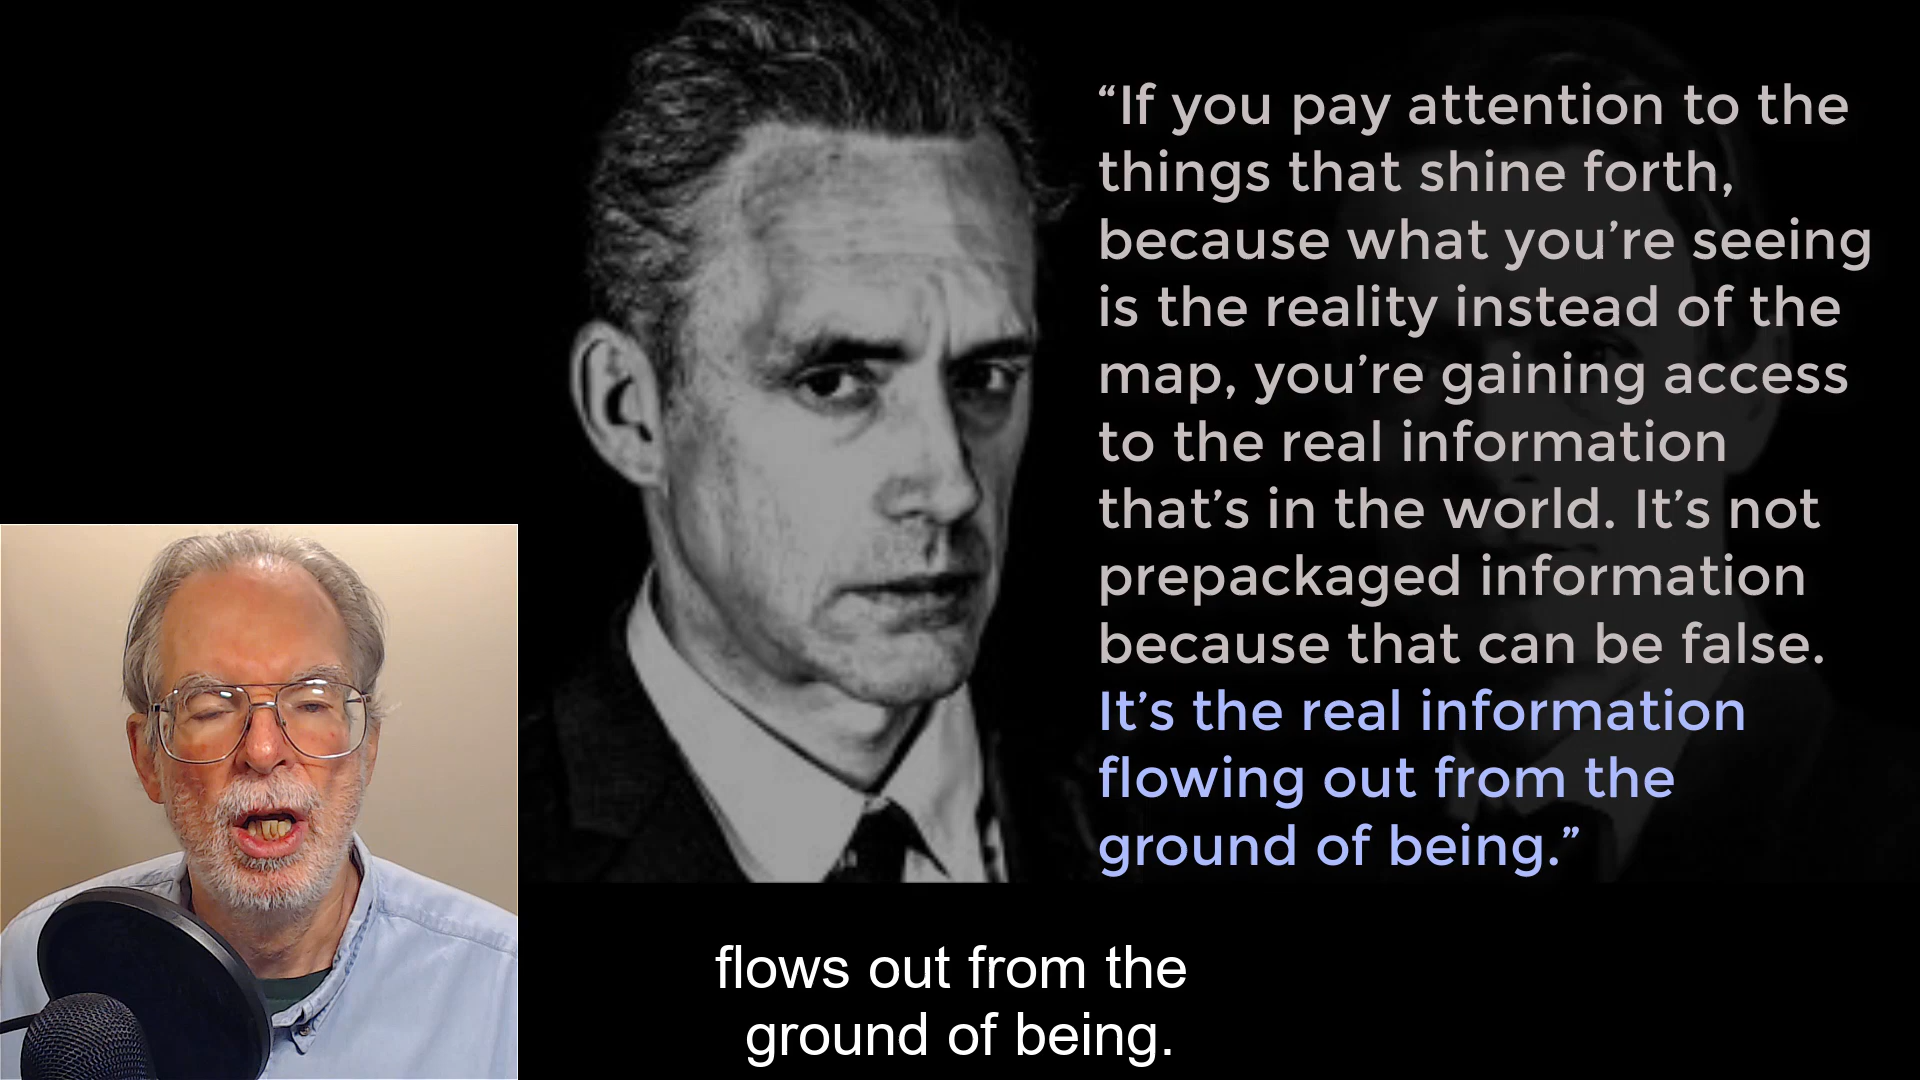 “If you pay attention to the
things that shine forth,
because what you’re seeing
is the reality instead of the
map, you’re gaining access
to the real information
that’s in the world. It’s not
prepackaged information
because that can be false.
It’s the real information
flowing out from the
ground of being.”
flows out from the
ground of being.